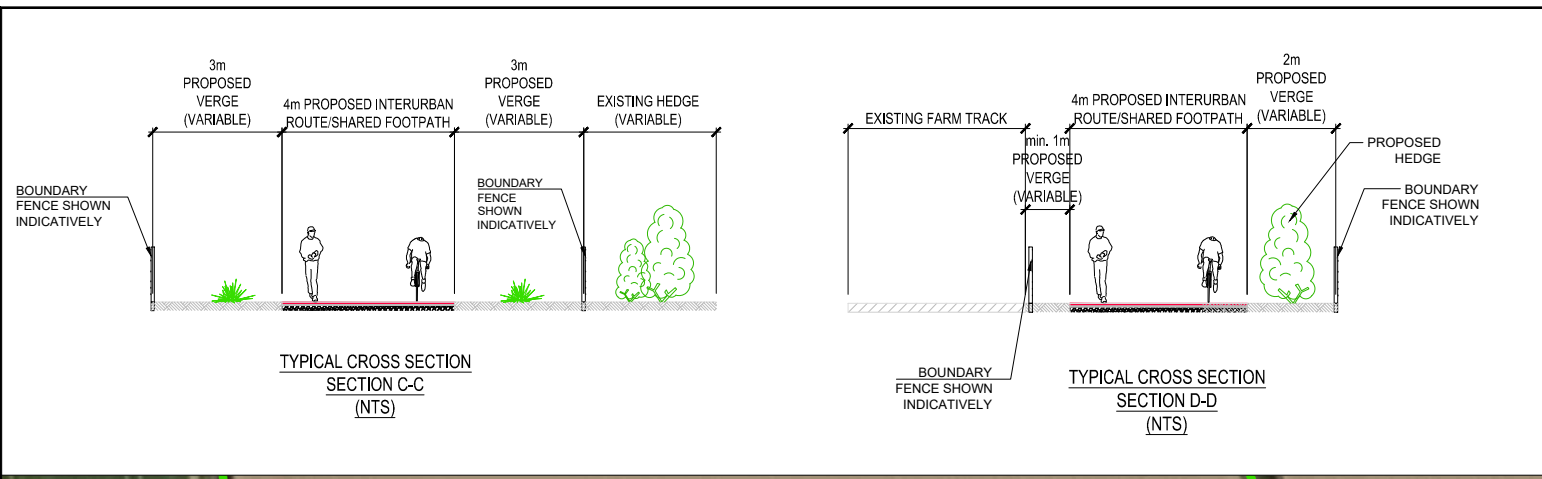 3m
PROPOSED
VERGE
(VARIABLE)
4m PROPOSED INTERURBAN
ROUTE/SHARED FOOTPATH
3m
PROPOSED
VERGE
(VARIABLE)
EXISTING HEDGE
(VARIABLE)
BOUNDARY
FENCE SHOWN
INDICATIVELY
BOUNDARY
FENCE
SHOWN
INDICATIVELY
TYPICAL CROSS SECTION
SECTION C-C
(NTS)
EXISTING FARM TRACK
min. 1m
PROPOSED
VERGE
(VARIABLE)
4m PROPOSED INTERURBAN
ROUTE/SHARED FOOTPATH
2m
PROPOSED
VERGE
(VARIABLE)
PROPOSED
HEDGE
BOUNDARY
FENCE SHOWN
INDICATIVELY
BOUNDARY
FENCE SHOWN
INDICATIVELY
TYPICAL CROSS SECTION
SECTION D-D
(NTS)